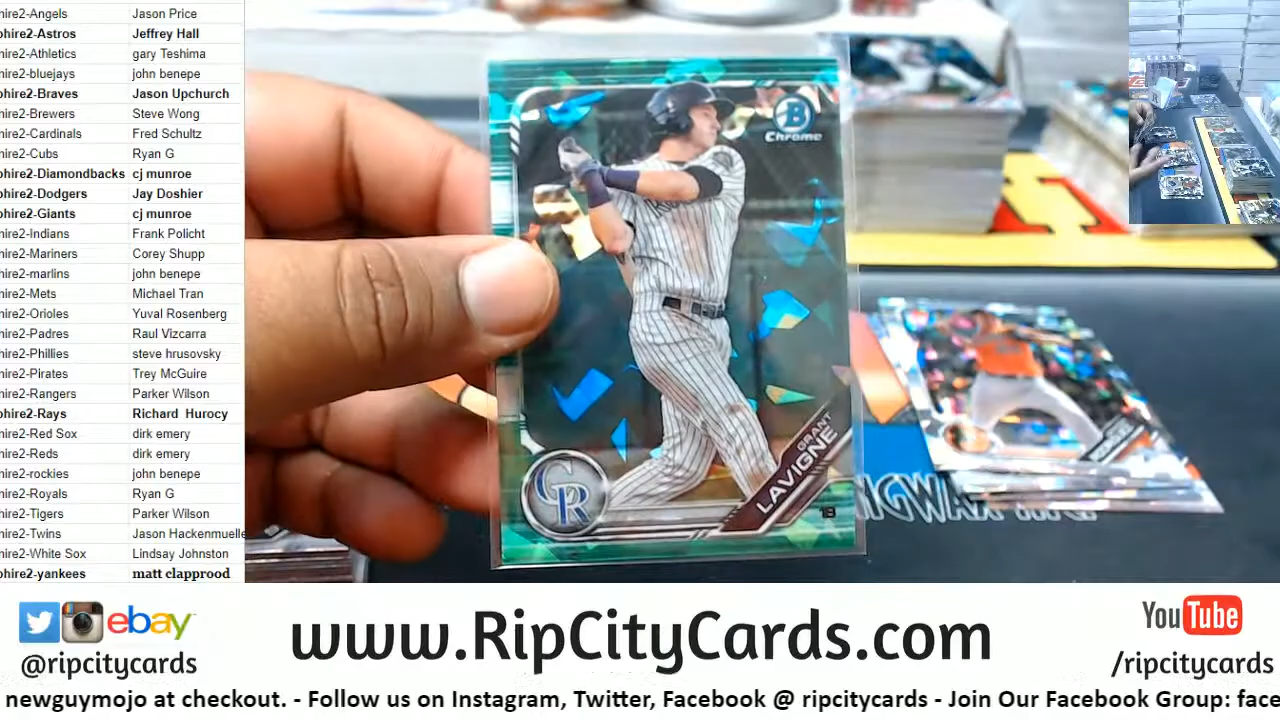 hire2-Angels Jason Price
phire2-Astros Jeffrey Hall
hire2-Athletics gary Teshima
hire2-bluejays john benepe
phire2-Braves Jason Upchurch
hire2-Brewers Steve Wong
hire2-Cardinals Fred Schultz
hire2-Cubs Ryan G
phire2-Diamondbacks cj munroe
phire2-Dodgers Jay Doshier
phire2-Giants cj munroe
hire2-Indians Frank Policht
hire2-Mariners Corey Shupp
hire2-marlins john benepe
hire2-Mets Michael Tran
hire2-Orioles Yuval Rosenberg
hire2-Padres Raul Vizcarra
hire2-Phillies steve hrusovsky
hire2-Pirates Trey McGuire
hire2-Rangers Parker Wilson
phire2-Rays Richard Hurocy
hire2-Red Sox dirk emery
hire2-Reds dirk emery
hire2-rockies john benepe
hire2-Royals Ryan G
hire2-Tigers Parker Wilson
hire2-Twins Jason Hackenmuelle
hire2-White Sox Lindsay Johnston
phire2-yankees matt clapprood
B
Chrome
GRANT
LAVIGNE
CR
18
ebay
@ripcitycards
www.RipCityCards.com
YouTube
/ripcitycards
newguymojo at checkout. - Follow us on Instagram, Twitter, Facebook @ ripcitycards - Join Our Facebook Group: face